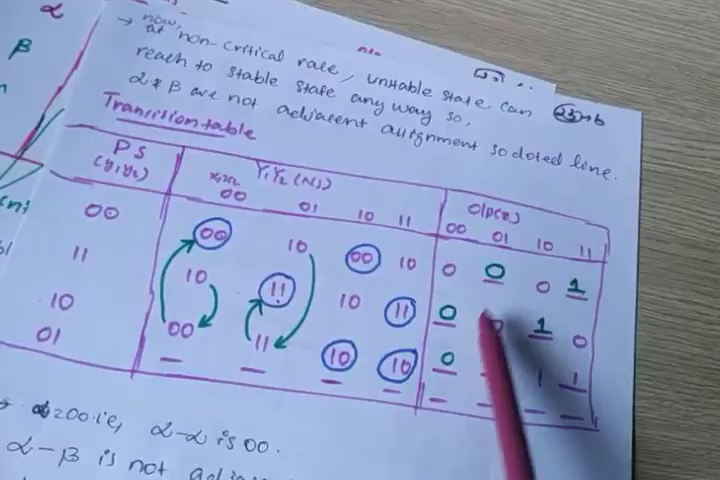 α
β
→ now,
at non-critical race, unstable state can
reach to stable state any way so,
α & β are not adjacent assignment so doted line.
23→b
Transition table
PS Y₁Y₂ (NS) O/P(Z)
(y₁y₂) x₁x₂
00 01 10 11 00 01 10 11
00 00 10 00 10 0 0 0 1
11 10 11 10 11 0 1 0
10 00 11 10 10 0 1 1
01 — — — — — — — —
α=00 i.e, α-α is 00.
α-β is not